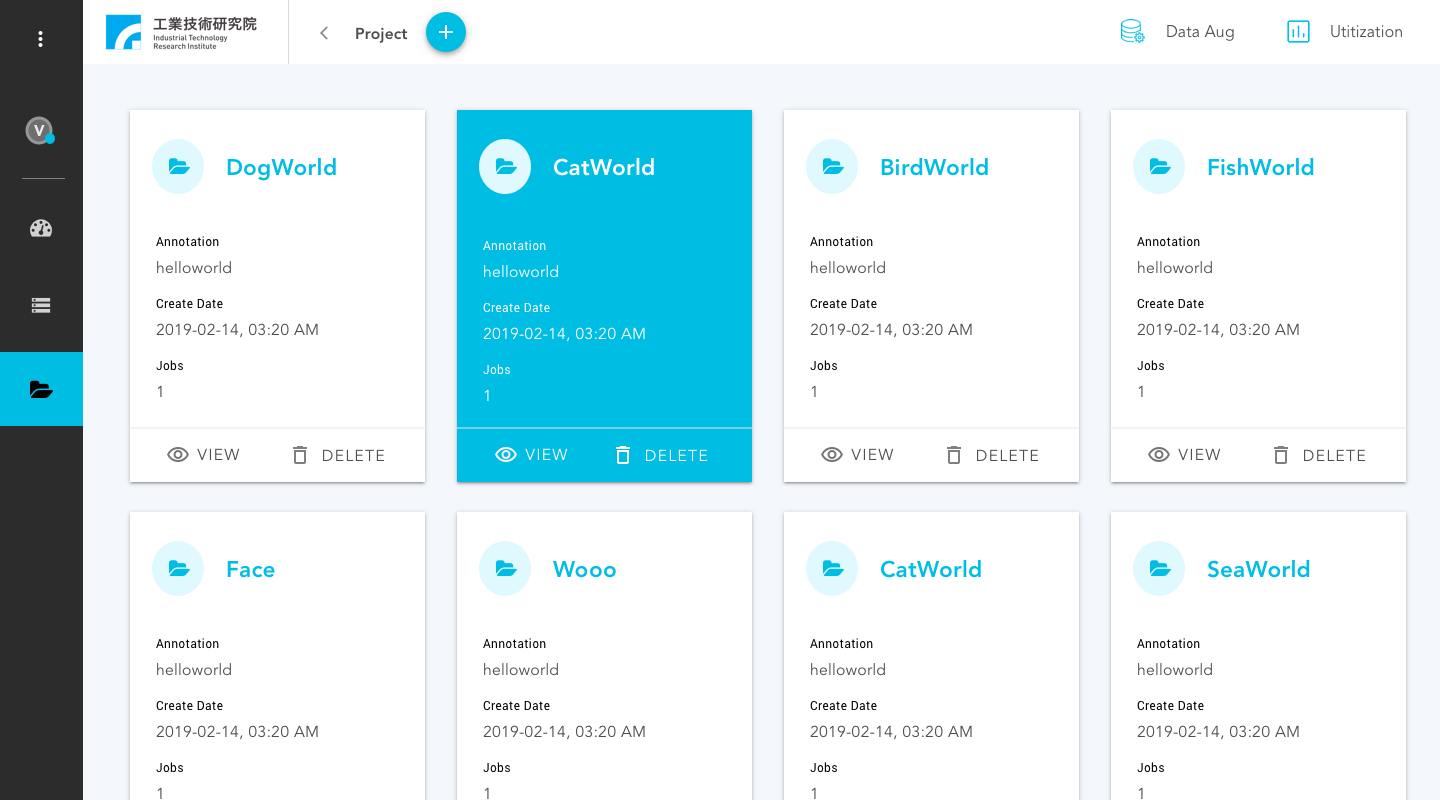 工業技術研究院
Industrial Technology
Research Institute
Project
Data Aug
Utitization
V
DogWorld
Annotation
helloworld
Create Date
2019-02-14, 03:20 AM
Jobs
1
VIEW
DELETE
CatWorld
Annotation
helloworld
Create Date
2019-02-14, 03:20 AM
Jobs
1
VIEW
DELETE
BirdWorld
Annotation
helloworld
Create Date
2019-02-14, 03:20 AM
Jobs
1
VIEW
DELETE
FishWorld
Annotation
helloworld
Create Date
2019-02-14, 03:20 AM
Jobs
1
VIEW
DELETE
Face
Annotation
helloworld
Create Date
2019-02-14, 03:20 AM
Jobs
1
Wooo
Annotation
helloworld
Create Date
2019-02-14, 03:20 AM
Jobs
1
CatWorld
Annotation
helloworld
Create Date
2019-02-14, 03:20 AM
Jobs
1
SeaWorld
Annotation
helloworld
Create Date
2019-02-14, 03:20 AM
Jobs
1